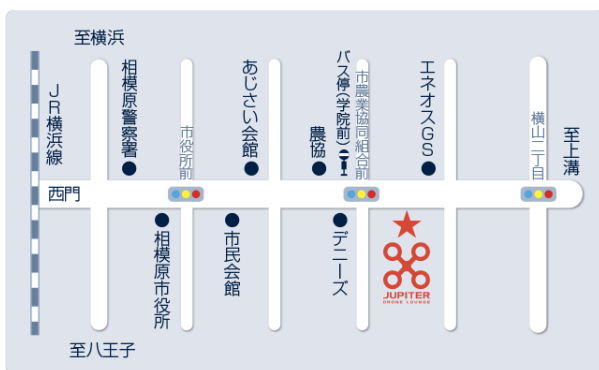 至横浜
JR横浜線
相模原警察署
市役所前
あじさい会館
農協
バス停(学院前)
市農業協同組合前
エネオスGS
横山二丁目
至上溝
西門
相模原市役所
市民会館
デニーズ
JUPITER
DRONE LOUNGE
至八王子